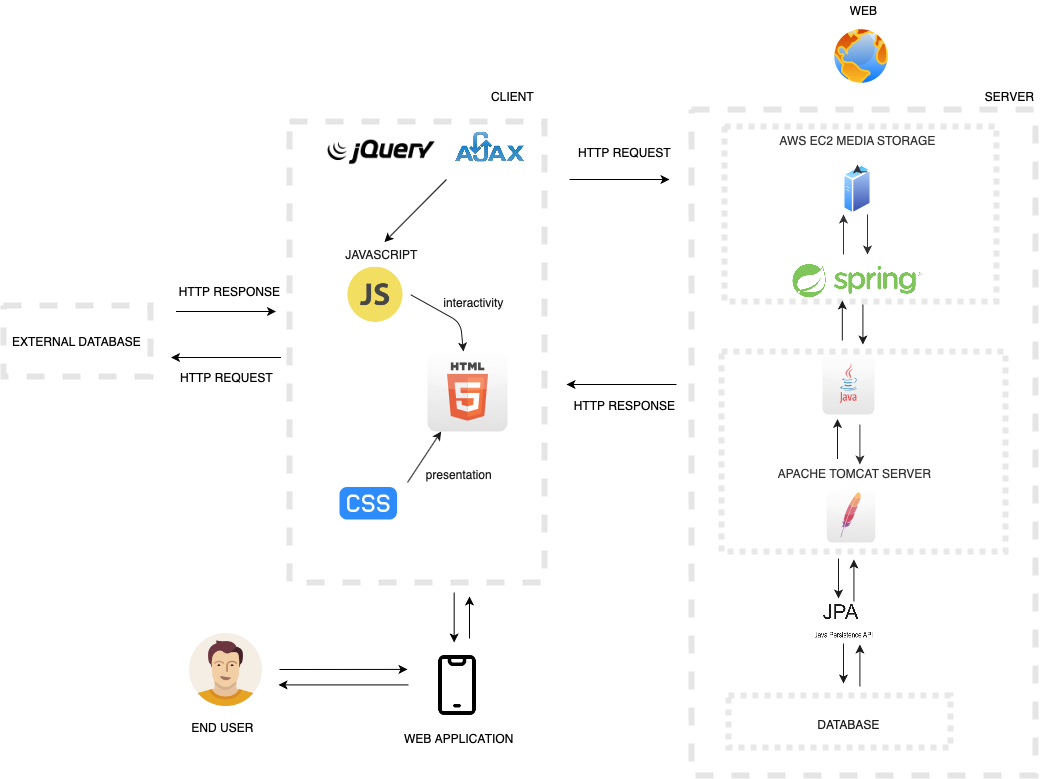 WEB
CLIENT
SERVER
jQuery
AJAX
HTTP REQUEST
AWS EC2 MEDIA STORAGE
JAVASCRIPT
JS
interactivity
spring
HTTP RESPONSE
EXTERNAL DATABASE
HTTP REQUEST
HTML
5
HTTP RESPONSE
Java
presentation
CSS
APACHE TOMCAT SERVER
JPA
Java Persistence API
END USER
WEB APPLICATION
DATABASE